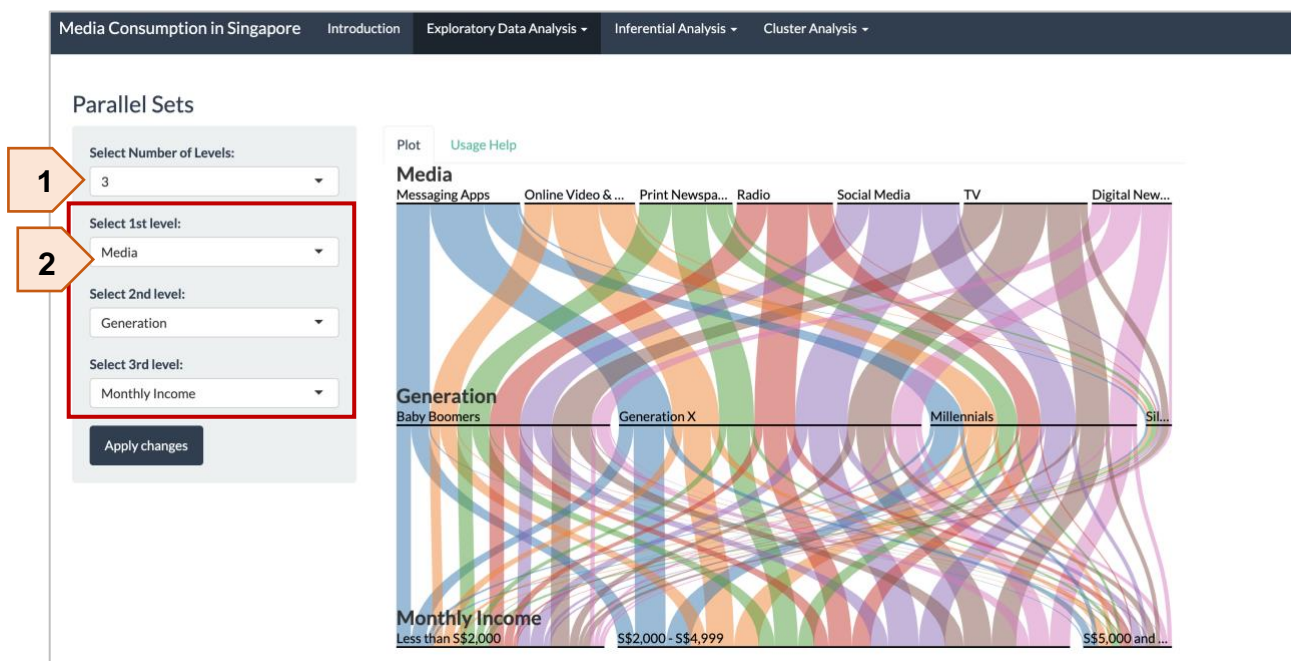 Media Consumption in Singapore Introduction Exploratory Data Analysis Inferential Analysis Cluster Analysis
Parallel Sets
1
Select Number of Levels:
3
2
Select 1st level:
Media
Select 2nd level:
Generation
Select 3rd level:
Monthly Income
Apply changes
Plot Usage Help
Media
Messaging Apps Online Video & ... Print Newspa... Radio Social Media TV Digital New...
Generation
Baby Boomers Generation X Millennials Sil...
Monthly Income
Less than S$2,000 S$2,000 - S$4,999 S$5,000 and ...